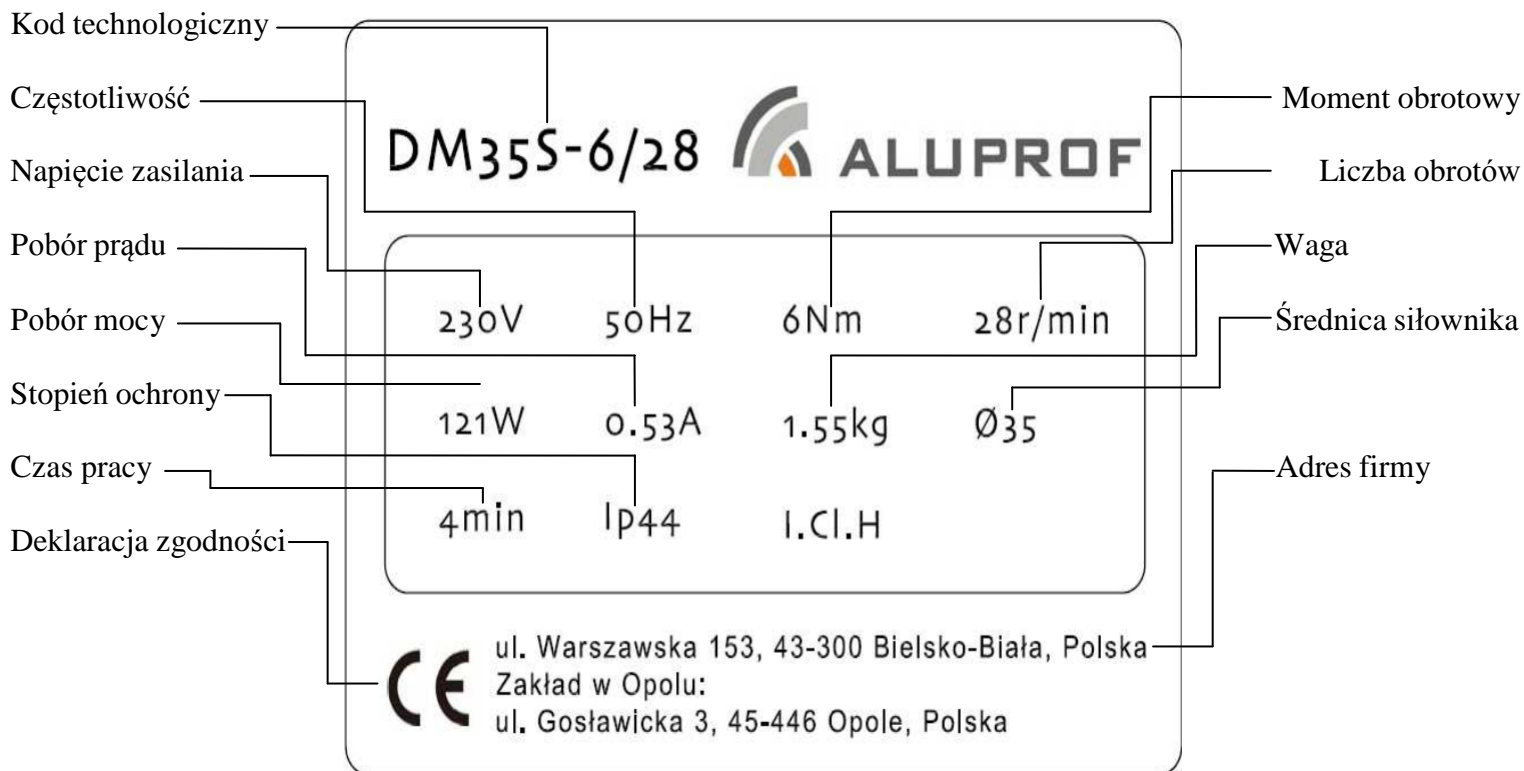 Kod technologiczny
Częstotliwość
Napięcie zasilania
Pobór prądu
Pobór mocy
Stopień ochrony
Czas pracy
Deklaracja zgodności
DM35S-6/28 ALUPROF
230V 50Hz 6Nm 28r/min
121W 0.53A 1.55kg Ø35
4min Ip44 I.Cl.H
ul. Warszawska 153, 43-300 Bielsko-Biała, Polska
CE Zakład w Opolu:
ul. Gosławicka 3, 45-446 Opole, Polska
Moment obrotowy
Liczba obrotów
Waga
Średnica siłownika
Adres firmy